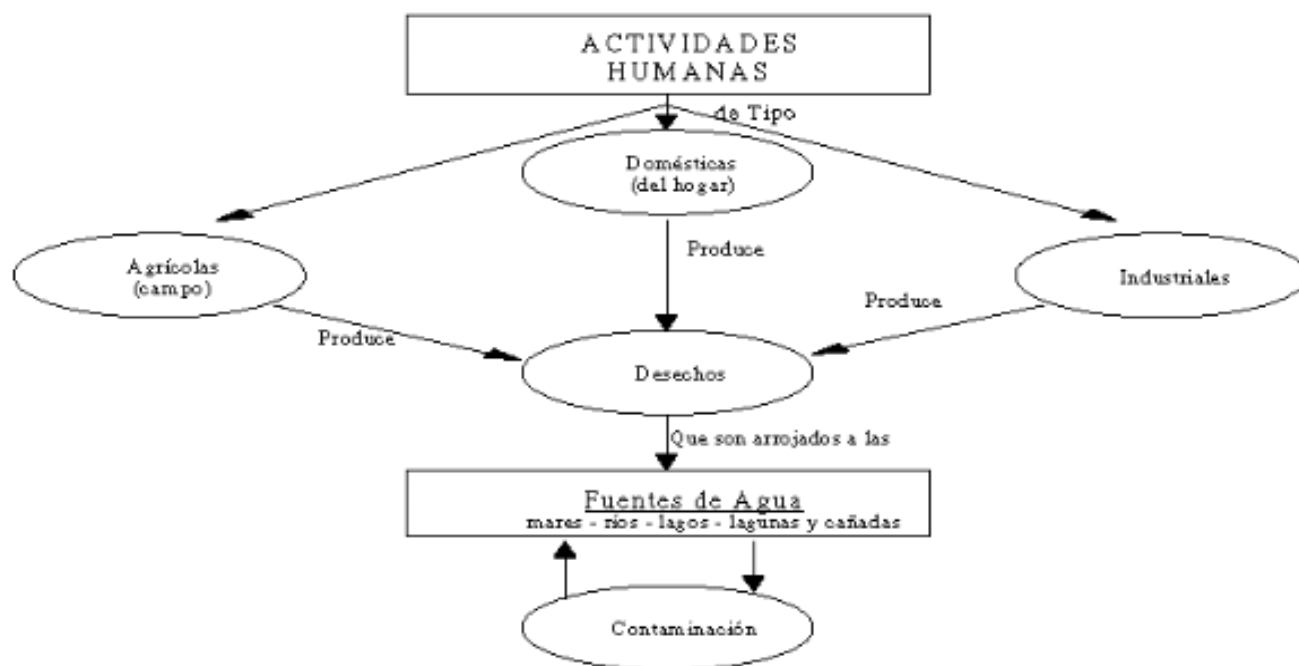 ACTIVIDADES
HUMANAS
de Tipo
Domésticas
(del hogar)
Agrícolas
(campo)
Produce
Industriales
Produce
Produce
Desechos
Que son arrojados a las
Fuentes de Agua
mares - ríos - lagos - lagunas y cañadas
Contaminación